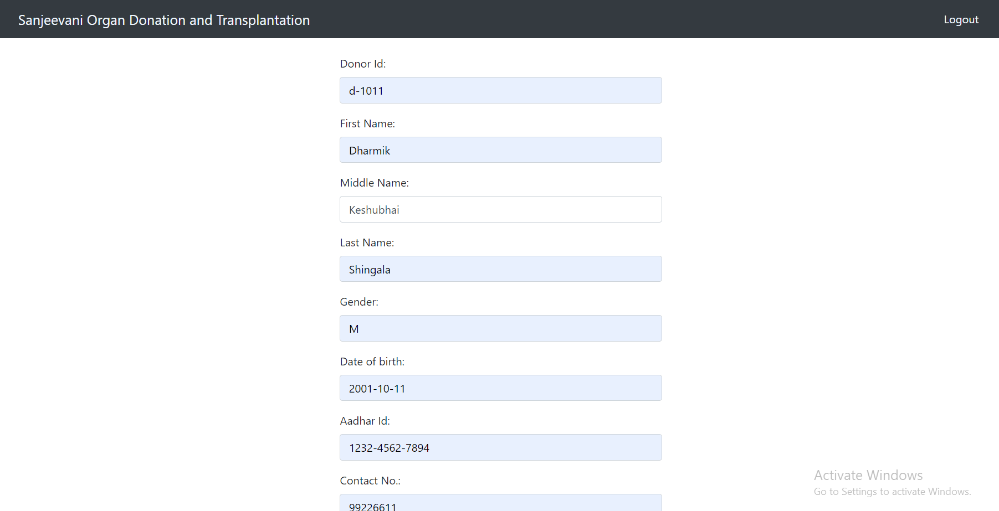 Sanjeevani Organ Donation and Transplantation
Logout
Donor Id:
d-1011
First Name:
Dharmik
Middle Name:
Keshubhai
Last Name:
Shingala
Gender:
M
Date of birth:
2001-10-11
Aadhar Id:
1232-4562-7894
Contact No.:
99226611
Activate Windows
Go to Settings to activate Windows.